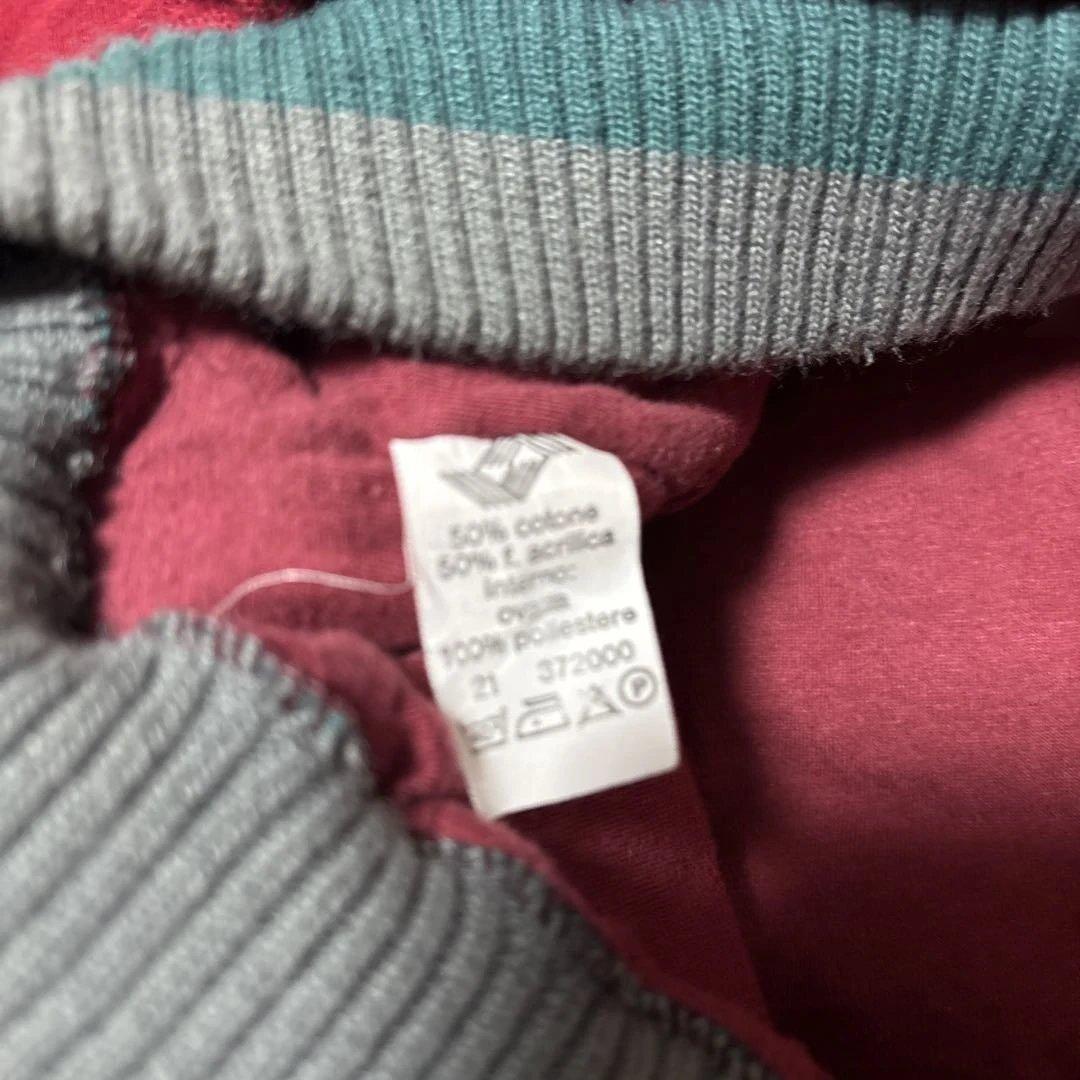 50% cotone
50% f. acrilica
Interno:
ovatta
100% poliestere
21 372000
P